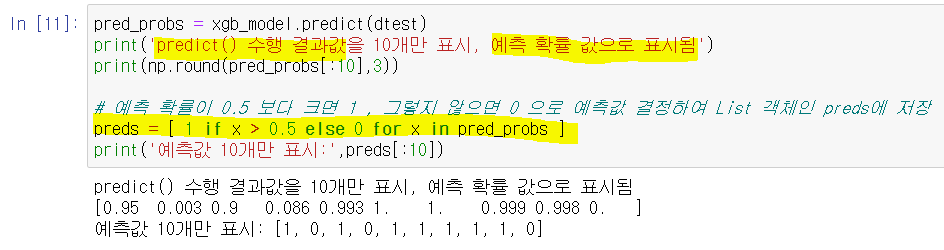 In [11]: pred_probs = xgb_model.predict(dtest)
print('predict() 수행 결과값을 10개만 표시, 예측 확률 값으로 표시됨')
print(np.round(pred_probs[:10],3))
# 예측 확률이 0.5 보다 크면 1 , 그렇지 않으면 0 으로 예측값 결정하여 List 객체인 preds에 저장
preds = [ 1 if x > 0.5 else 0 for x in pred_probs ]
print('예측값 10개만 표시:',preds[:10])
predict() 수행 결과값을 10개만 표시, 예측 확률 값으로 표시됨
[0.95  0.003 0.9   0.086 0.993 1.    1.    0.999 0.998 0.   ]
예측값 10개만 표시: [1, 0, 1, 0, 1, 1, 1, 1, 1, 0]